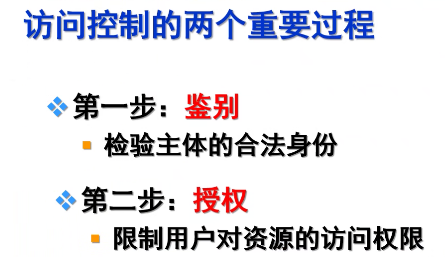 访问控制的两个重要过程
第一步：鉴别
检验主体的合法身份
第二步：授权
限制用户对资源的访问权限